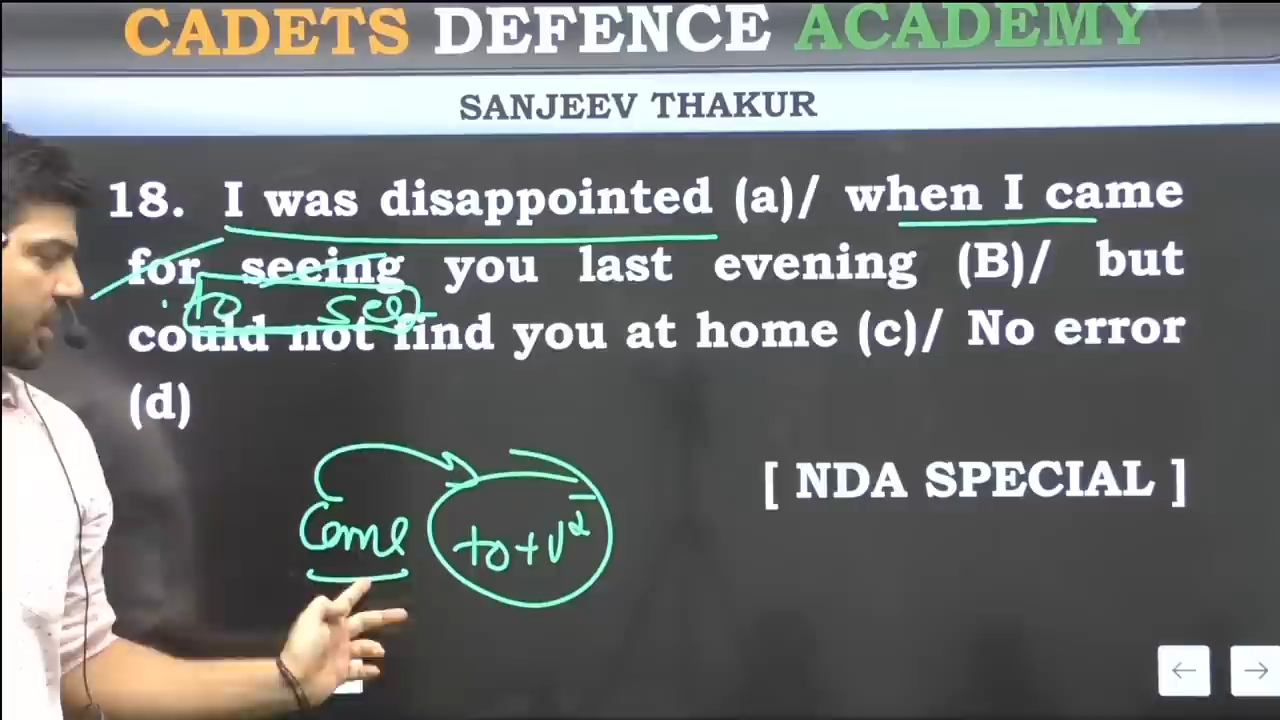 CADETS DEFENCE ACADEMY
SANJEEV THAKUR
18. I was disappointed (a)/ when I came
for seeing you last evening (B)/ but
to see
could not find you at home (c)/ No error
(d)
[ NDA SPECIAL ]
Come to+V